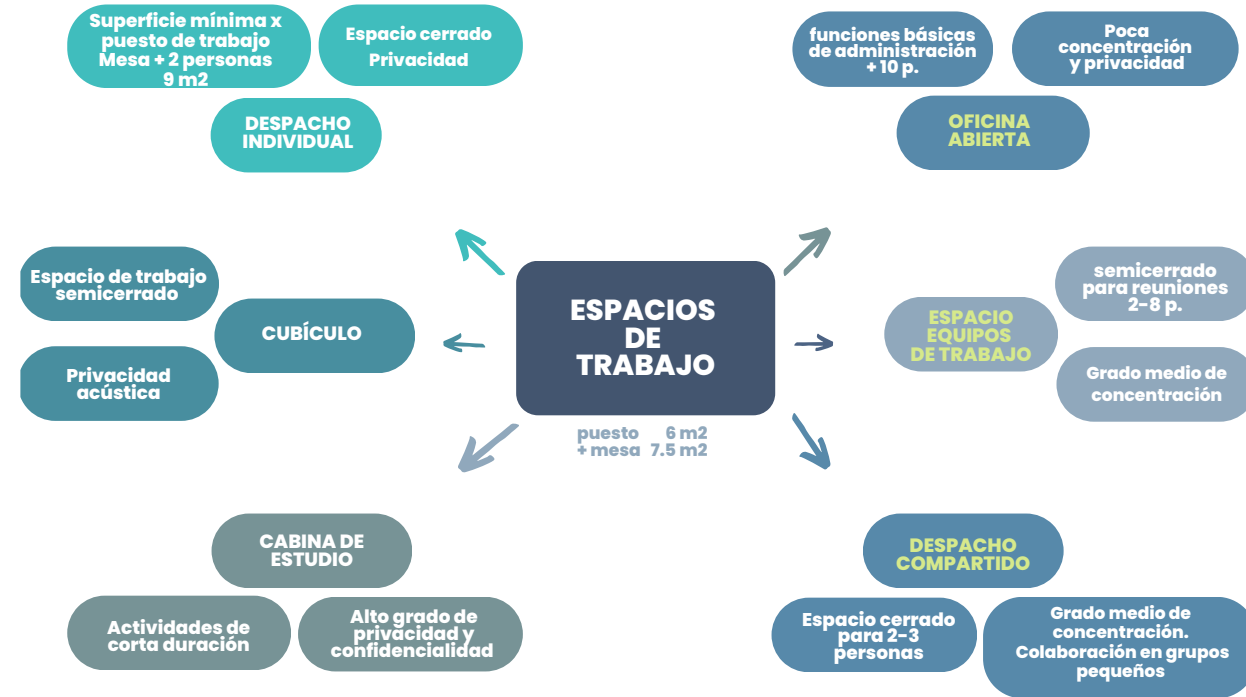 Superficie mínima x
puesto de trabajo
Mesa + 2 personas
9 m2
Espacio cerrado
Privacidad
DESPACHO
INDIVIDUAL
funciones básicas
de administración
+ 10 p.
Poca
concentración
y privacidad
OFICINA
ABIERTA
Espacio de trabajo
semicerrado
CUBÍCULO
Privacidad
acústica
ESPACIOS
DE
TRABAJO
puesto 6 m2
+ mesa 7.5 m2
ESPACIO
EQUIPOS
DE TRABAJO
semicerrado
para reuniones
2-8 p.
Grado medio de
concentración
CABINA DE
ESTUDIO
Actividades de
corta duración
Alto grado de
privacidad y
confidencialidad
DESPACHO
COMPARTIDO
Espacio cerrado
para 2-3
personas
Grado medio de
concentración.
Colaboración en grupos
pequeños